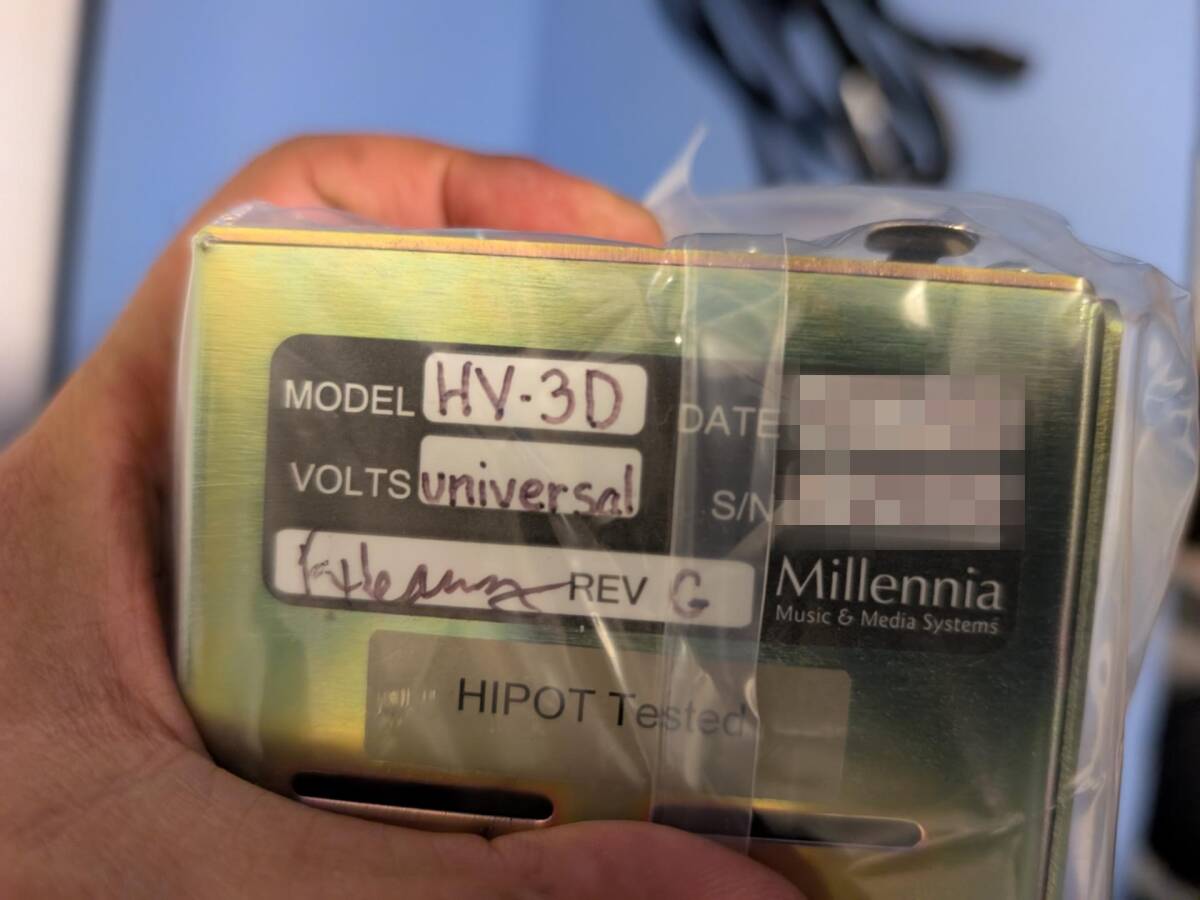 MODEL HV-3D DATE
VOLTS universal S/N
REV G
Millennia
Music & Media Systems
HIPOT Tested